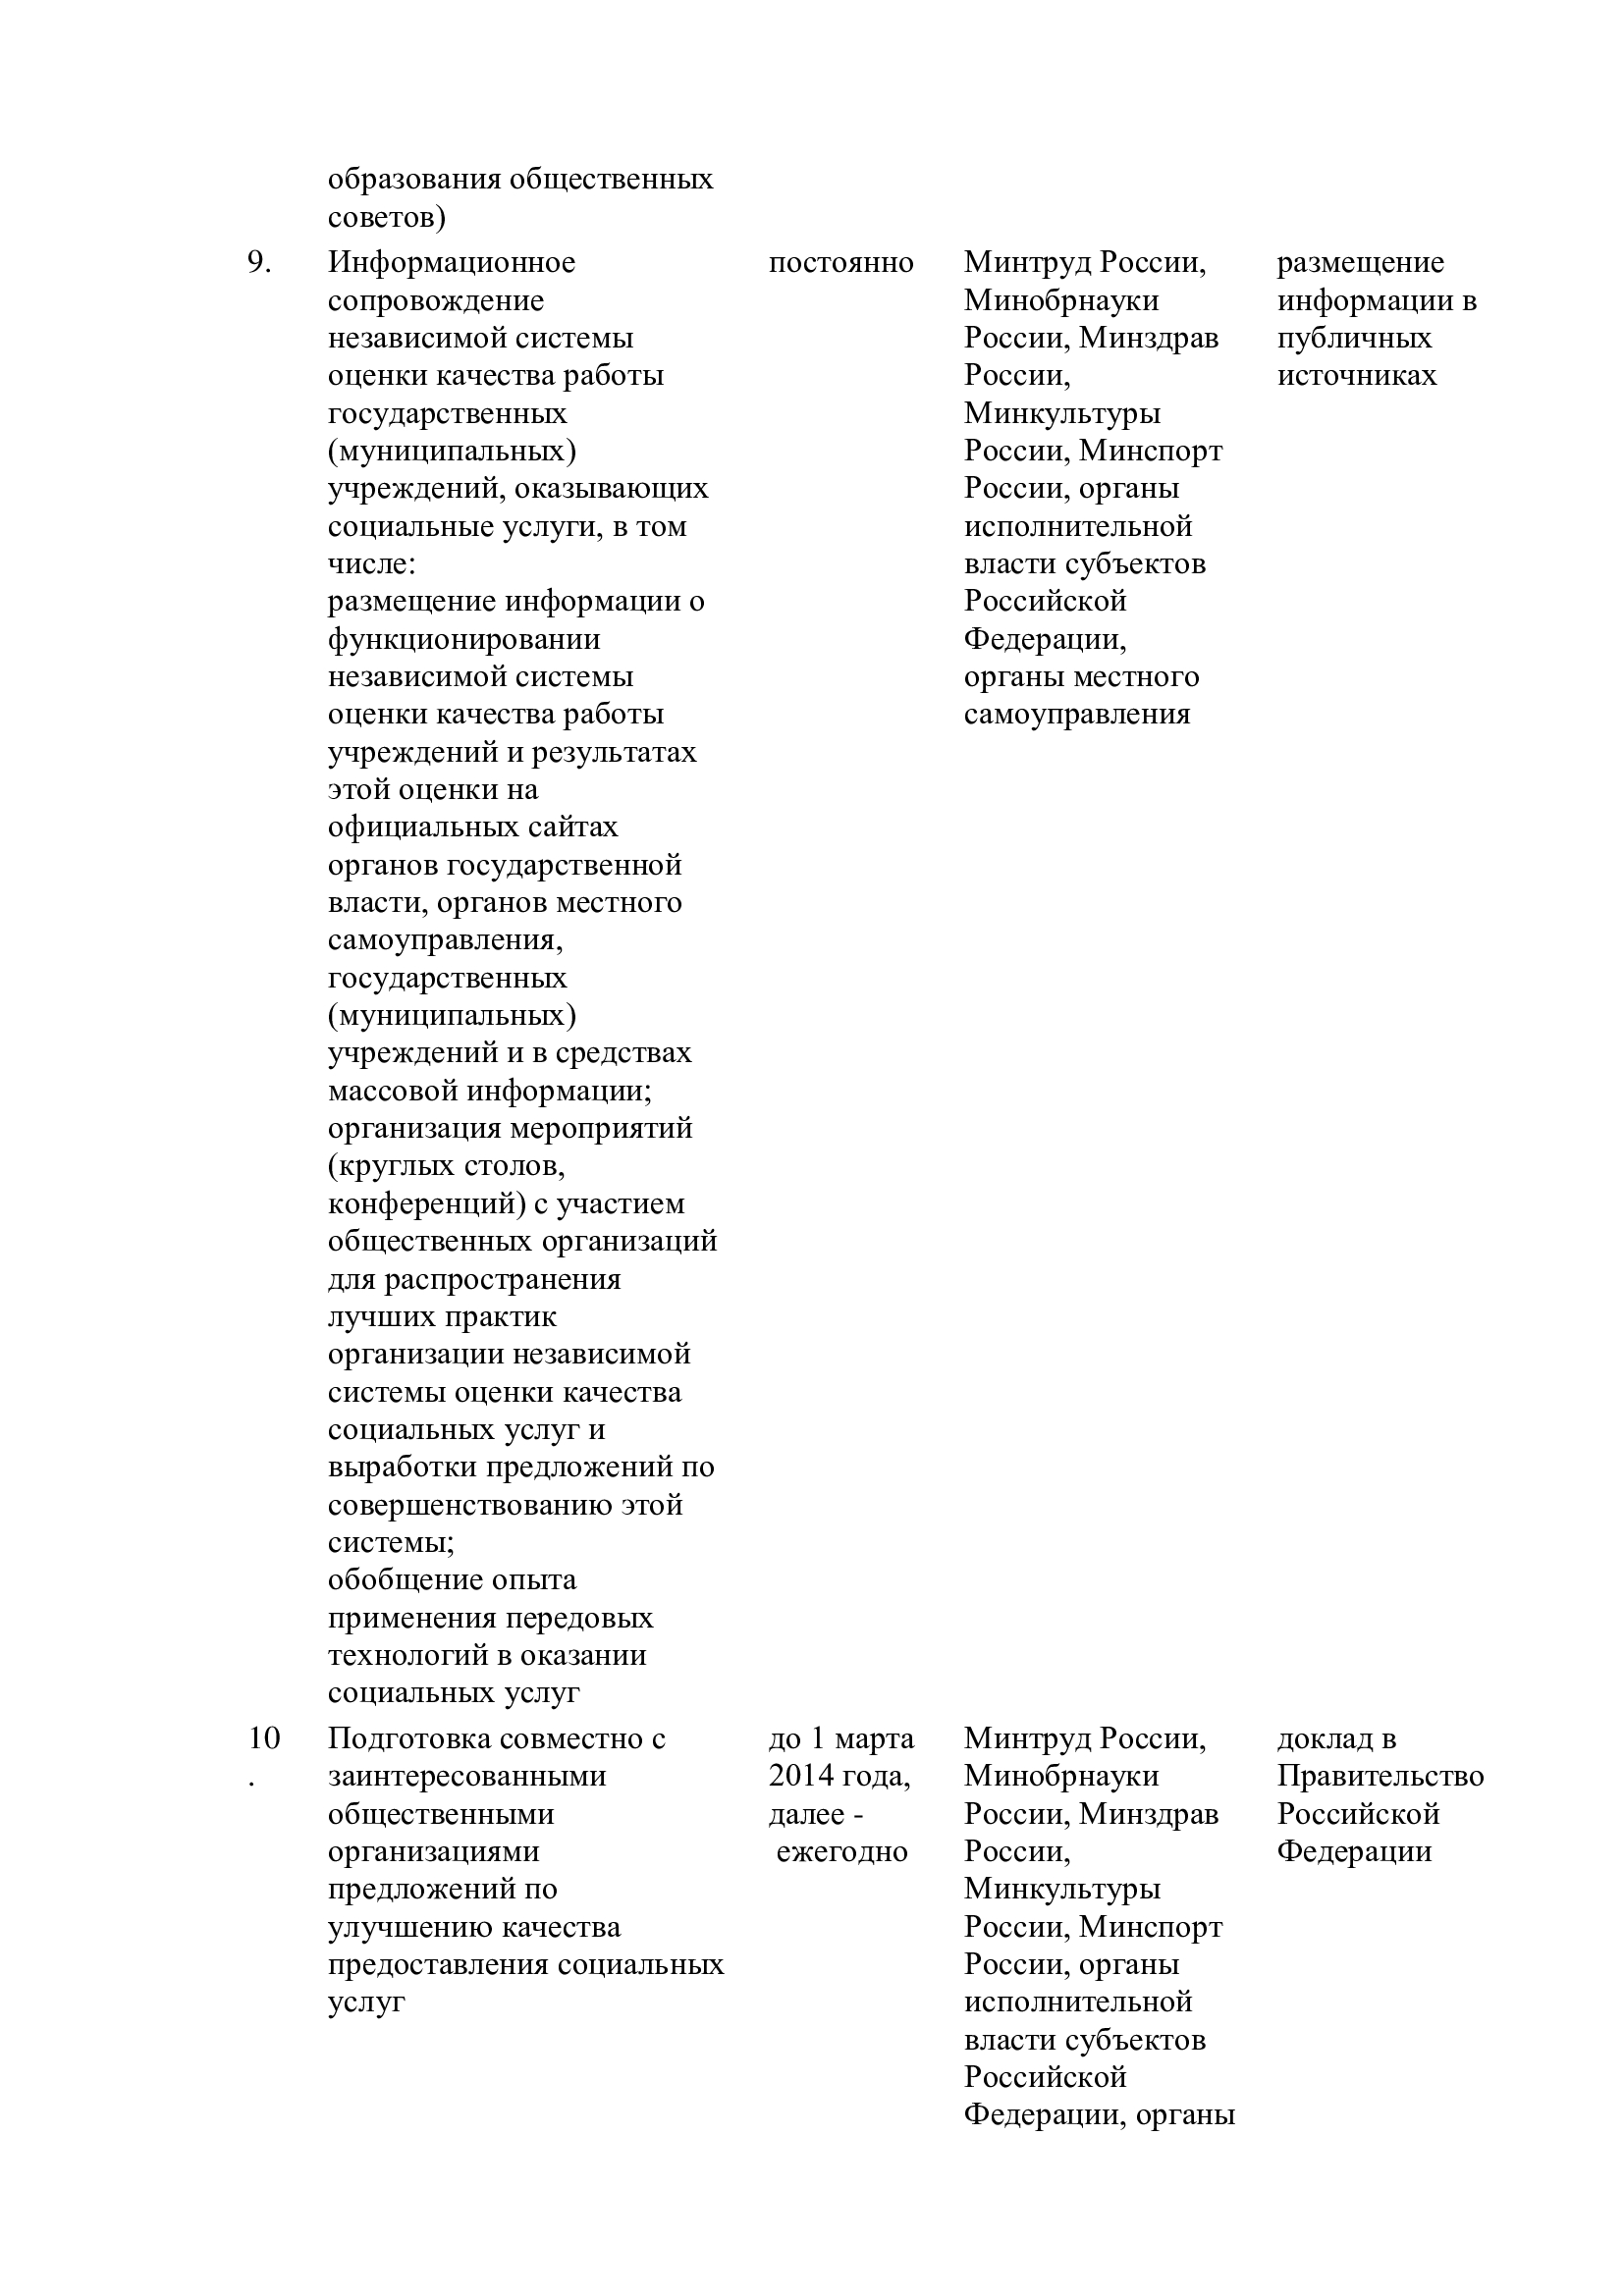 образования общественных
советов)
9.
Информационное
сопровождение
независимой системы
оценки качества работы
государственных
(муниципальных)
учреждений, оказывающих
социальные услуги, в том
числе:
размещение информации о
функционировании
независимой системы
оценки качества работы
учреждений и результатах
этой оценки на
официальных сайтах
органов государственной
власти, органов местного
самоуправления,
государственных
(муниципальных)
учреждений и в средствах
массовой информации;
организация мероприятий
(круглых столов,
конференций) с участием
общественных организаций
для распространения
лучших практик
организации независимой
системы оценки качества
социальных услуг и
выработки предложений по
совершенствованию этой
системы;
обобщение опыта
применения передовых
технологий в оказании
социальных услуг
постоянно
Минтруд России,
Минобрнауки
России, Минздрав
России,
Минкультуры
России, Минспорт
России, органы
исполнительной
власти субъектов
Российской
Федерации,
органы местного
самоуправления
размещение
информации в
публичных
источниках
10
.
Подготовка совместно с
заинтересованными
общественными
организациями
предложений по
улучшению качества
предоставления социальных
услуг
до 1 марта
2014 года,
далее -
ежегодно
Минтруд России,
Минобрнауки
России, Минздрав
России,
Минкультуры
России, Минспорт
России, органы
исполнительной
власти субъектов
Российской
Федерации, органы
доклад в
Правительство
Российской
Федерации